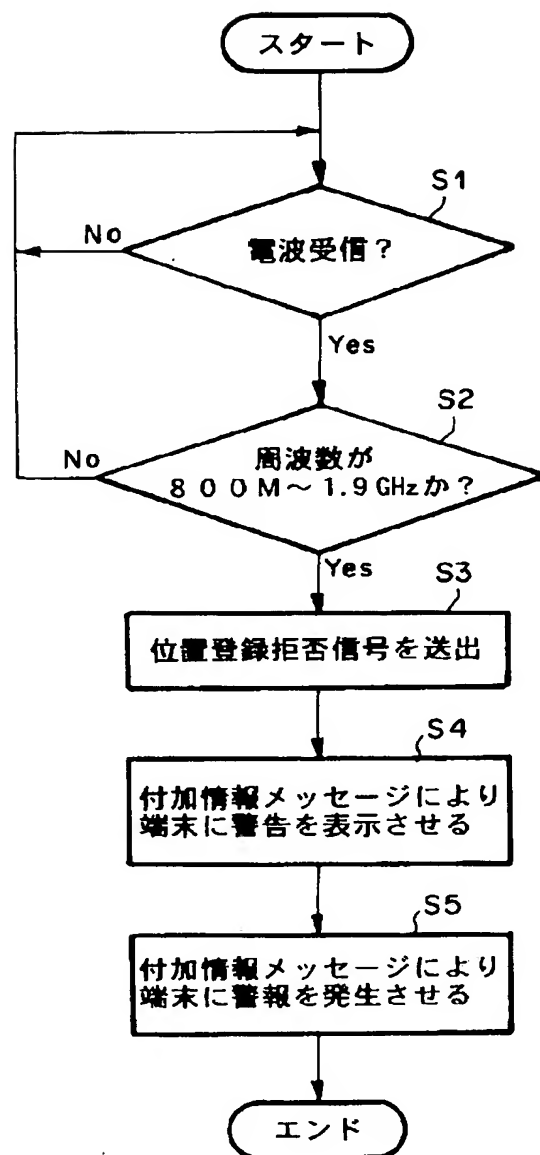 スタート
S1
電波受信？
No
Yes
S2
周波数が
800M〜1.9GHzか？
No
Yes
S3
位置登録拒否信号を送出
S4
付加情報メッセージにより
端末に警告を表示させる
S5
付加情報メッセージにより
端末に警報を発生させる
エンド